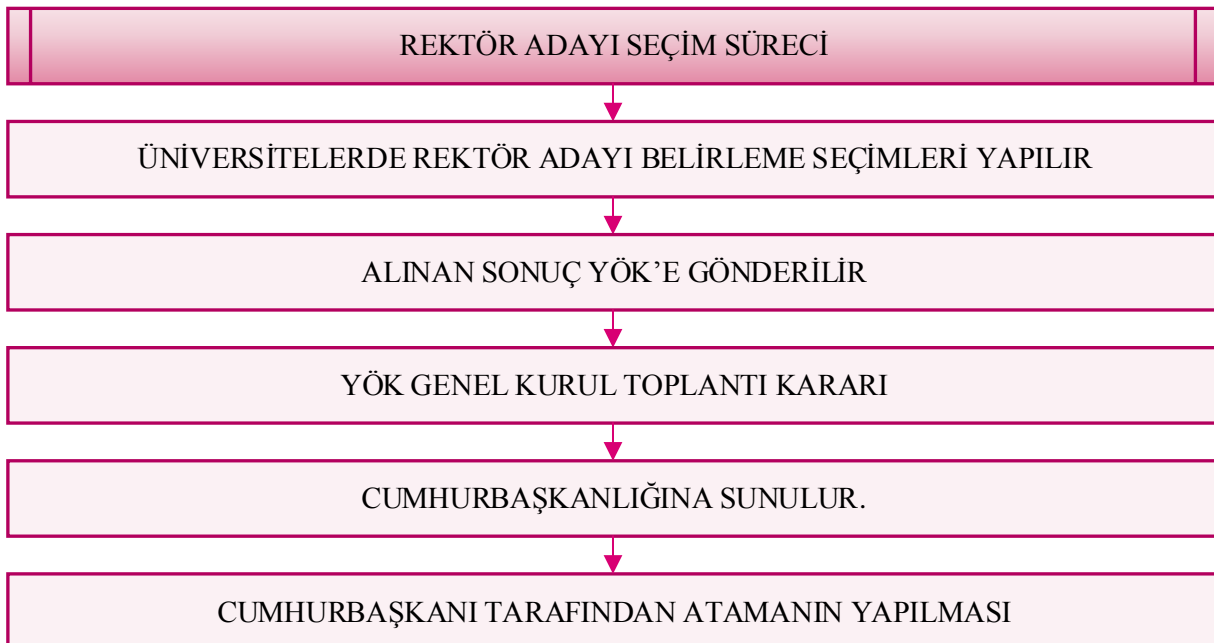 REKTÖR ADAYI SEÇİM SÜRECİ
ÜNİVERSİTELERDE REKTÖR ADAYI BELİRLEME SEÇİMLERİ YAPILIR
ALINAN SONUÇ YÖK’E GÖNDERİLİR
YÖK GENEL KURUL TOPLANTI KARARI
CUMHURBAŞKANLIĞINA SUNULUR.
CUMHURBAŞKANI TARAFINDAN ATAMANIN YAPILMASI